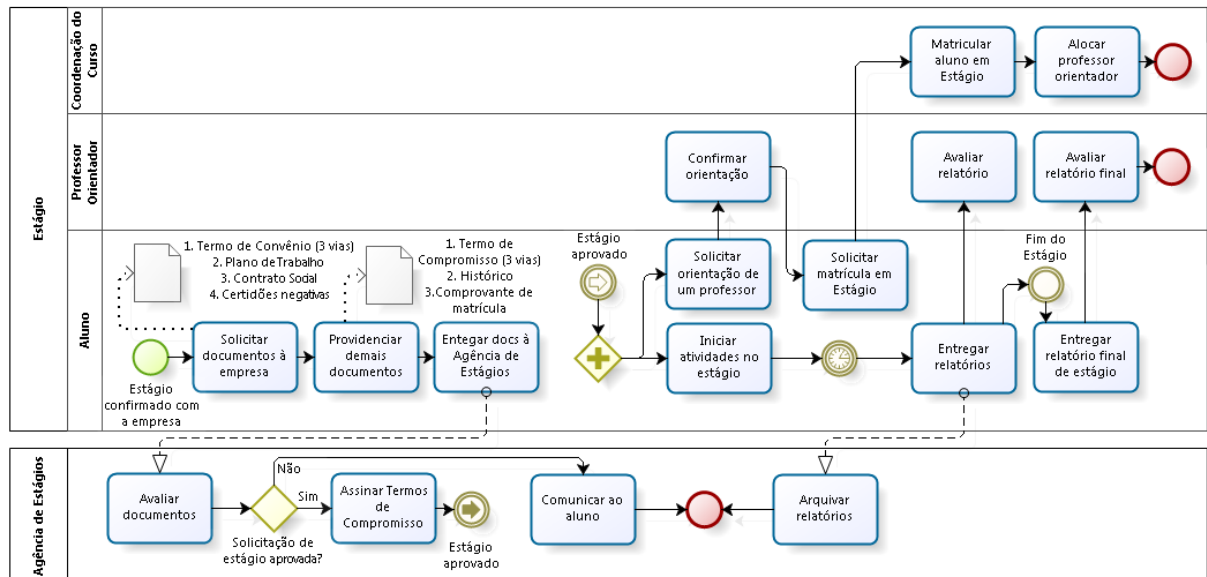 Estágio
Coordenação do
Curso
Matricular
aluno em
Estágio
Alocar
professor
orientador
Professor
Orientador
Confirmar
orientação
Avaliar
relatório
Avaliar
relatório final
Aluno
1. Termo de Convênio (3 vias)
2. Plano de Trabalho
3. Contrato Social
4. Certidões negativas
1. Termo de
Compromisso (3 vias)
2. Histórico
3.Comprovante de
matrícula
Estágio
aprovado
Solicitar
orientação de
um professor
Solicitar
matrícula em
Estágio
Fim do
Estágio
Estágio
confirmado com
a empresa
Solicitar
documentos à
empresa
Providenciar
demais
documentos
Entegar docs à
Agência de
Estágios
Iniciar
atividades no
estágio
Entregar
relatórios
Entregar
relatório final
de estágio
Agência de Estágios
Avaliar
documentos
Não
Sim
Solicitação de
estágio aprovada?
Assinar Termos
de
Compromisso
Estágio
aprovado
Comunicar ao
aluno
Arquivar
relatórios